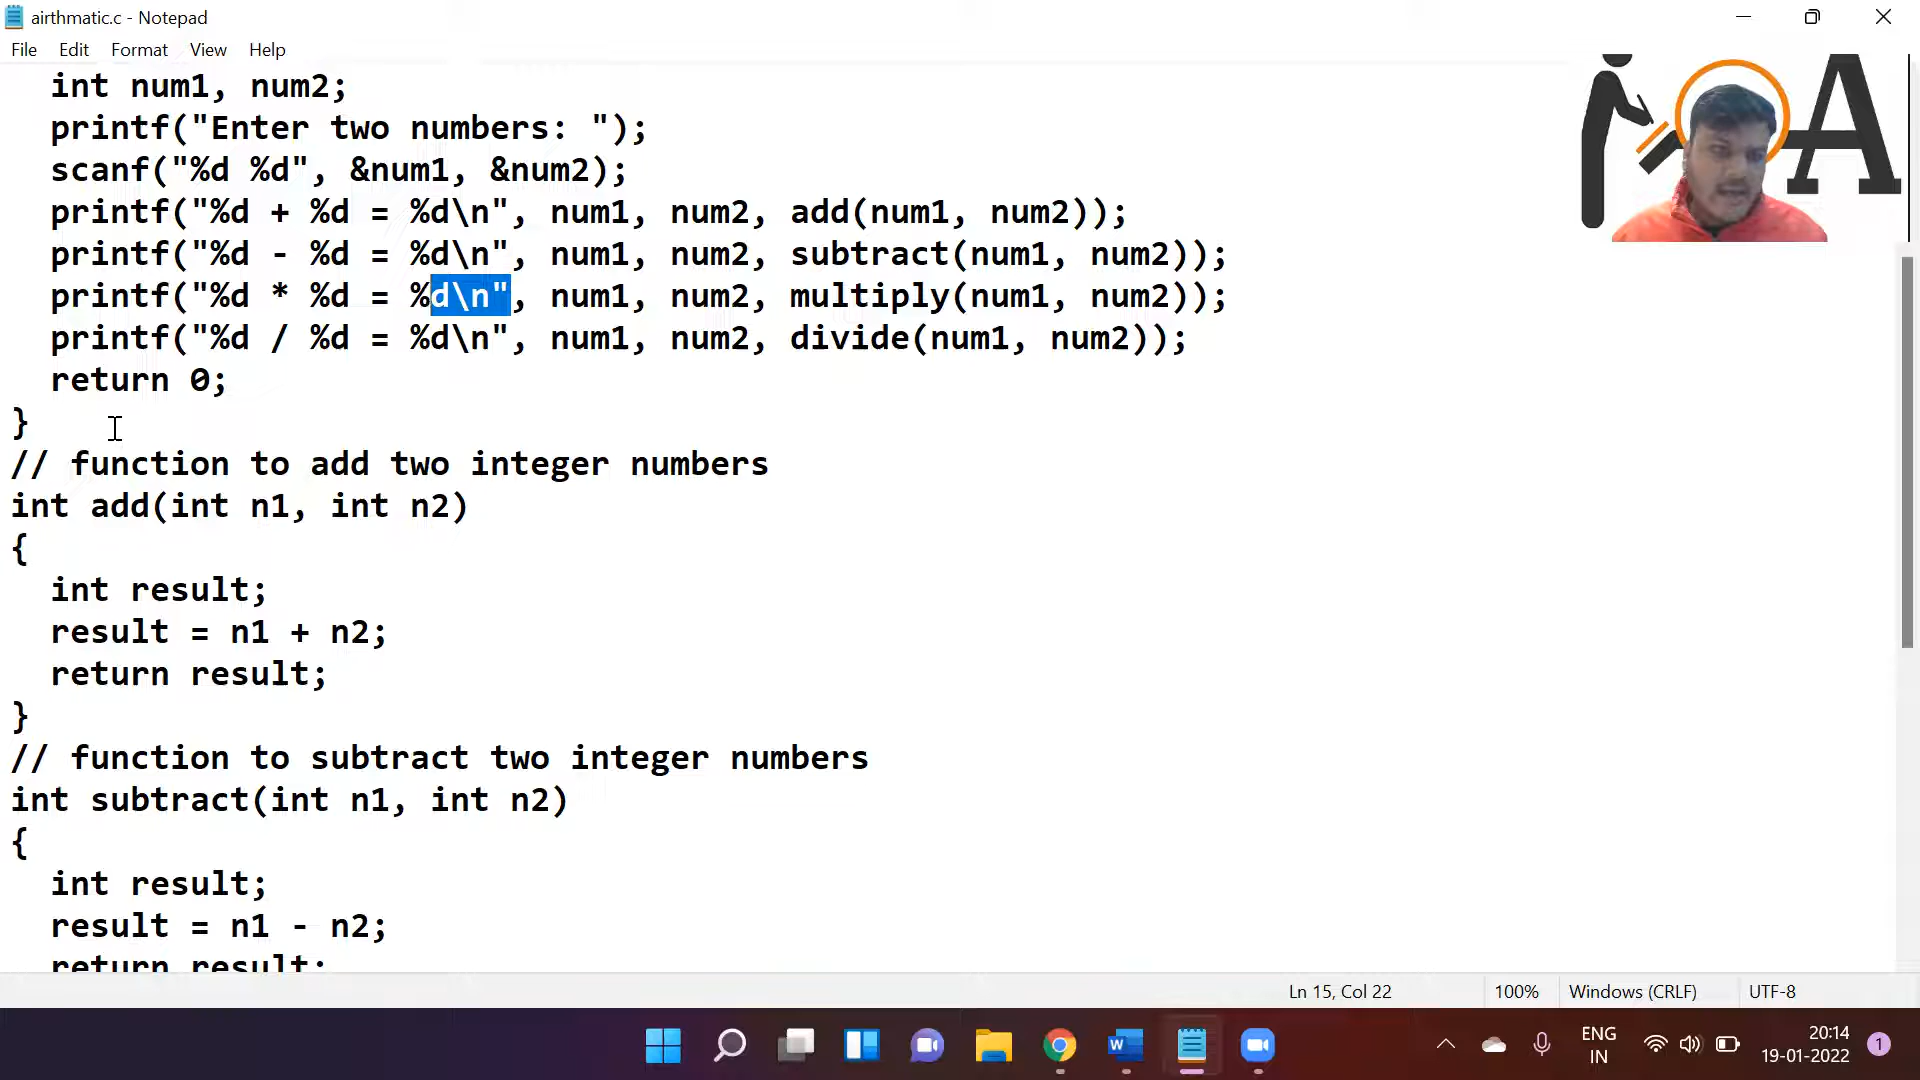 airthmatic.c - Notepad
File Edit Format View Help
int num1, num2;
printf("Enter two numbers: ");
scanf("%d %d", &num1, &num2);
printf("%d + %d = %d\n", num1, num2, add(num1, num2));
printf("%d - %d = %d\n", num1, num2, subtract(num1, num2));
printf("%d * %d = %d\n", num1, num2, multiply(num1, num2));
printf("%d / %d = %d\n", num1, num2, divide(num1, num2));
return 0;
}
// function to add two integer numbers
int add(int n1, int n2)
{
int result;
result = n1 + n2;
return result;
}
// function to subtract two integer numbers
int subtract(int n1, int n2)
{
int result;
result = n1 - n2;
return result;
A
Ln 15, Col 22 100% Windows (CRLF) UTF-8
W
ENG
IN
20:14
19-01-2022
1